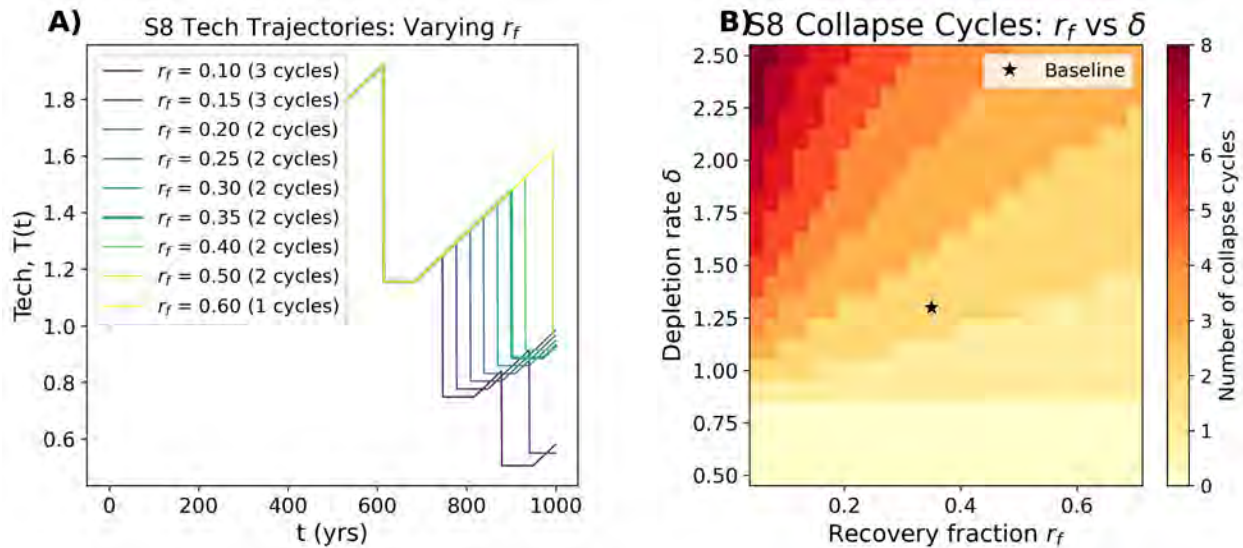 A) S8 Tech Trajectories: Varying r_f
Tech, T(t)
1.8
1.6
1.4
1.2
1.0
0.8
0.6
r_f = 0.10 (3 cycles)
r_f = 0.15 (3 cycles)
r_f = 0.20 (2 cycles)
r_f = 0.25 (2 cycles)
r_f = 0.30 (2 cycles)
r_f = 0.35 (2 cycles)
r_f = 0.40 (2 cycles)
r_f = 0.50 (2 cycles)
r_f = 0.60 (1 cycles)
0 200 400 600 800 1000
t (yrs)
B) S8 Collapse Cycles: r_f vs δ
Depletion rate δ
2.50
2.25
2.00
1.75
1.50
1.25
1.00
0.75
0.50
★ Baseline
0.2 0.4 0.6
Recovery fraction r_f
8
7
6
5
4
3
2
1
0
Number of collapse cycles